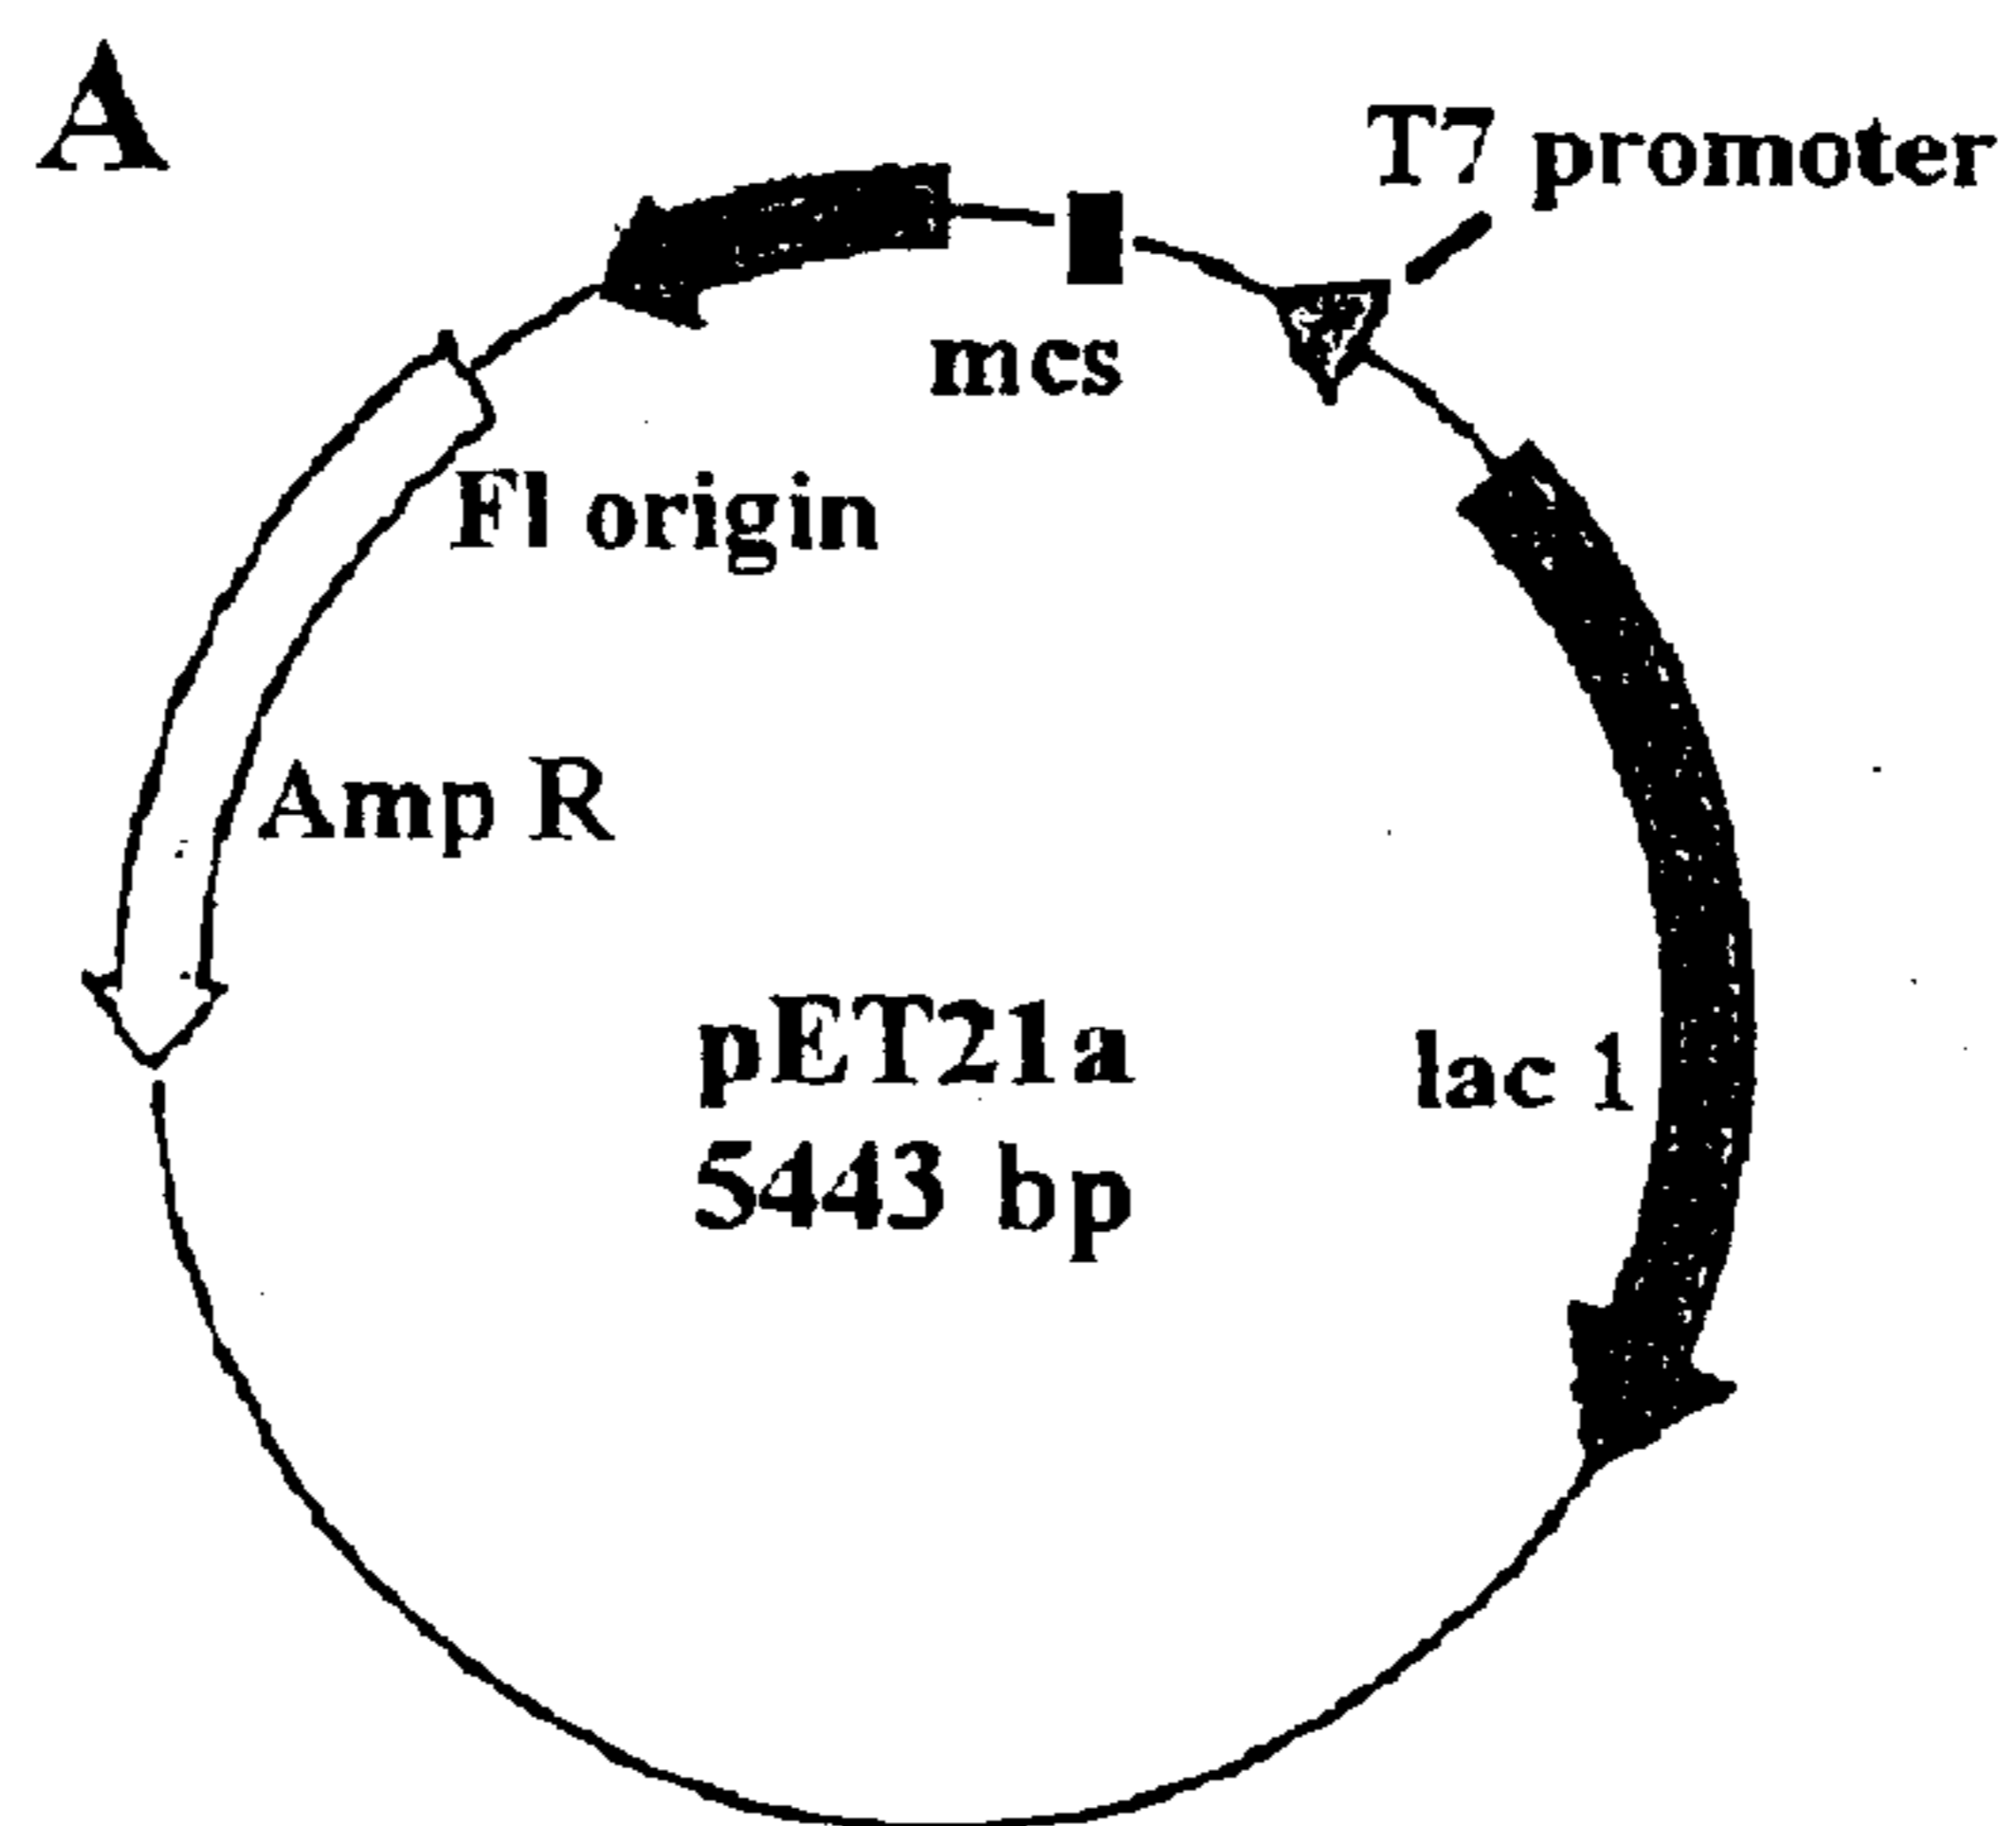 A
T7 promoter
mcs
Fl origin
Amp R
pET21a
lac 1
5443 bp